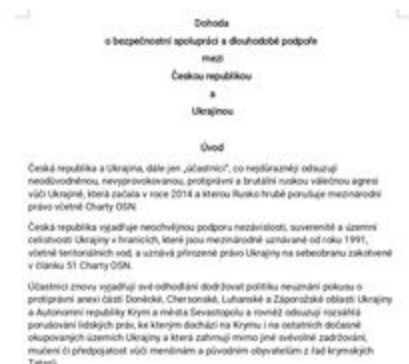 Dohoda
o bezpečnostní spolupráci a dlouhodobé podpoře
mezi
Českou republikou
a
Ukrajinou
Úvod
Česká republika a Ukrajina, dále jen „účastníci“, co nejdůrazněji odsuzují
neodůvodněnou, nevyprovokovanou, protiprávní a brutální ruskou válečnou agresi
vůči Ukrajině, která začala v roce 2014 a kterou Rusko hrubě porušuje mezinárodní
právo včetně Charty OSN.
Česká republika vyjadřuje neochvějnou podporu nezávislosti, suverenitě a územní
celistvosti Ukrajiny v hranicích, které jsou mezinárodně uznávané od roku 1991,
včetně teritoriálních vod, a uznává přirozené právo Ukrajiny na sebeobranu zakotvené
v článku 51 Charty OSN.
Účastníci znovu vyjadřují své odhodlání dodržovat politiku neuznání pokusu o
protiprávní anexi částí Doněcké, Chersonské, Luhanské a Záporožské oblasti Ukrajiny
a Autonomní republiky Krym a města Sevastopolu a rovněž odsuzují rozsáhlá
porušování lidských práv, ke kterým dochází na Krymu i na ostatních dočasně
okupovaných územích Ukrajiny a která zahrnují mimo jiné svévolné zadržování,
mučení či předpojatost vůči menšinám a původním obyvatelům z řad krymských
Tatarů.